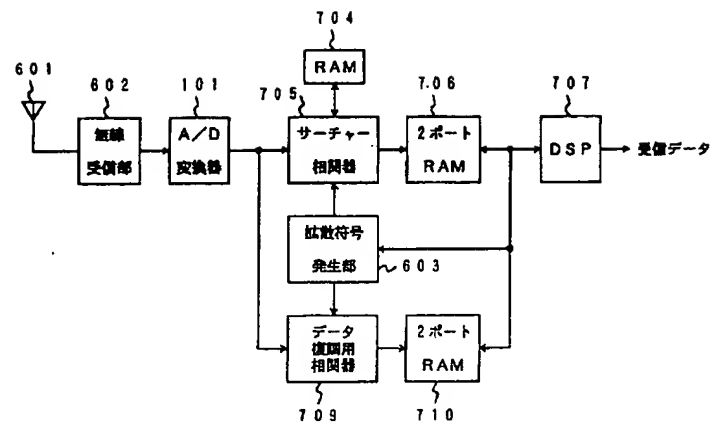 704
601
602
101
RAM
705
706
707
無線
受信部
A/D
変換器
サーチャー
相関器
2ポート
RAM
DSP
受信データ
拡散符号
発生部
603
データ
復調用
相関器
2ポート
RAM
709
710